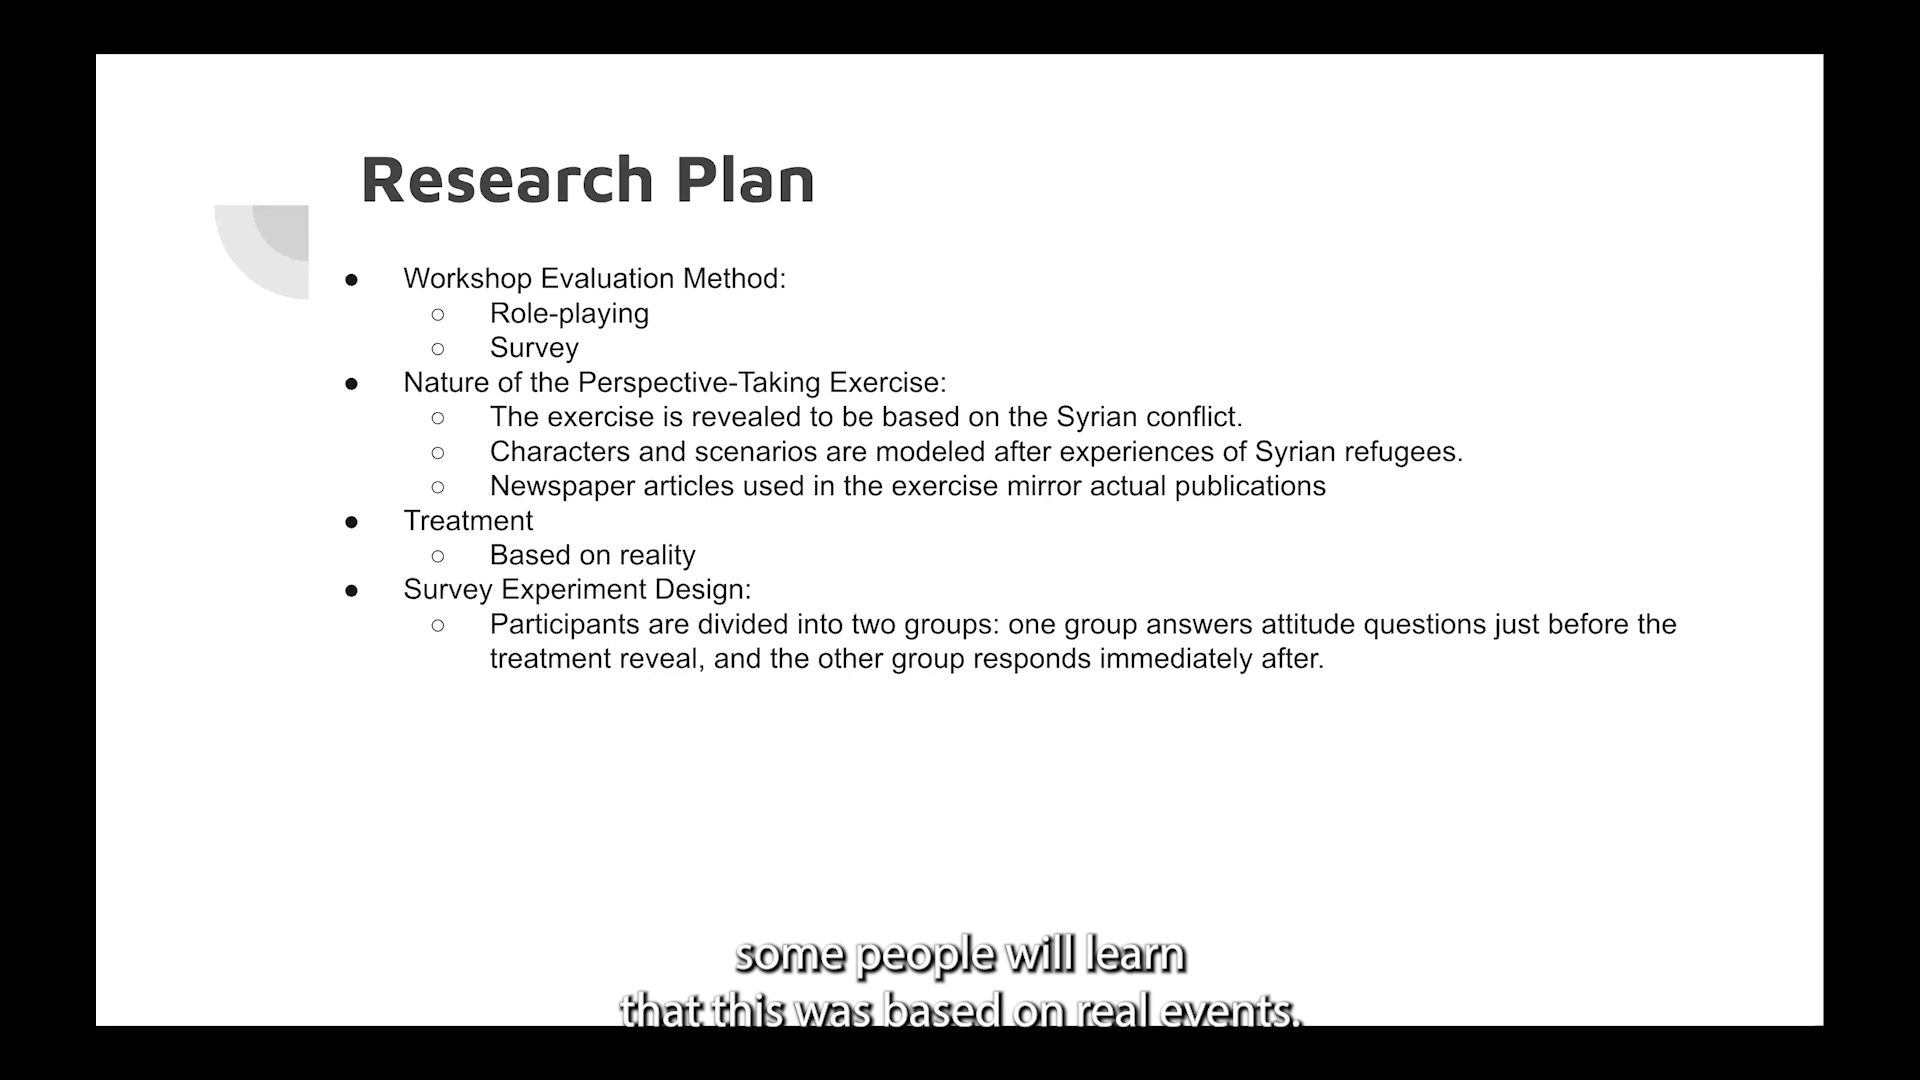 Research Plan
● Workshop Evaluation Method:
○ Role-playing
○ Survey
● Nature of the Perspective-Taking Exercise:
○ The exercise is revealed to be based on the Syrian conflict.
○ Characters and scenarios are modeled after experiences of Syrian refugees.
○ Newspaper articles used in the exercise mirror actual publications
● Treatment
○ Based on reality
● Survey Experiment Design:
○ Participants are divided into two groups: one group answers attitude questions just before the
treatment reveal, and the other group responds immediately after.
some people will learn
that this was based on real events.